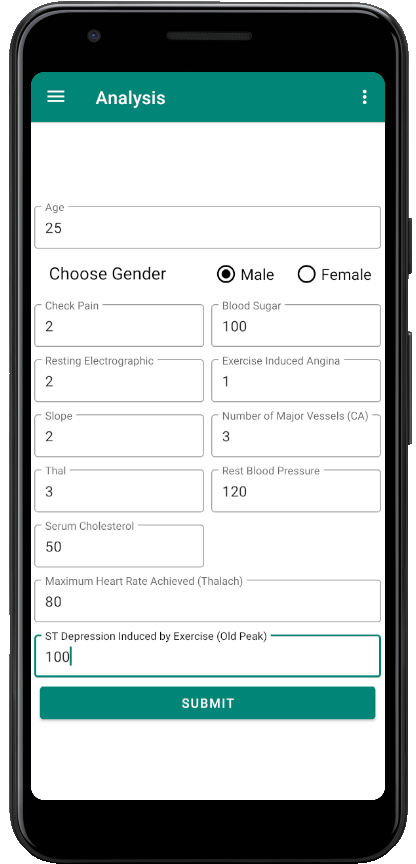 Analysis
Age
25
Choose Gender Male Female
Check Pain Blood Sugar
2 100
Resting Electrographic Exercise Induced Angina
2 1
Slope Number of Major Vessels (CA)
2 3
Thal Rest Blood Pressure
3 120
Serum Cholesterol
50
Maximum Heart Rate Achieved (Thalach)
80
ST Depression Induced by Exercise (Old Peak)
100
SUBMIT